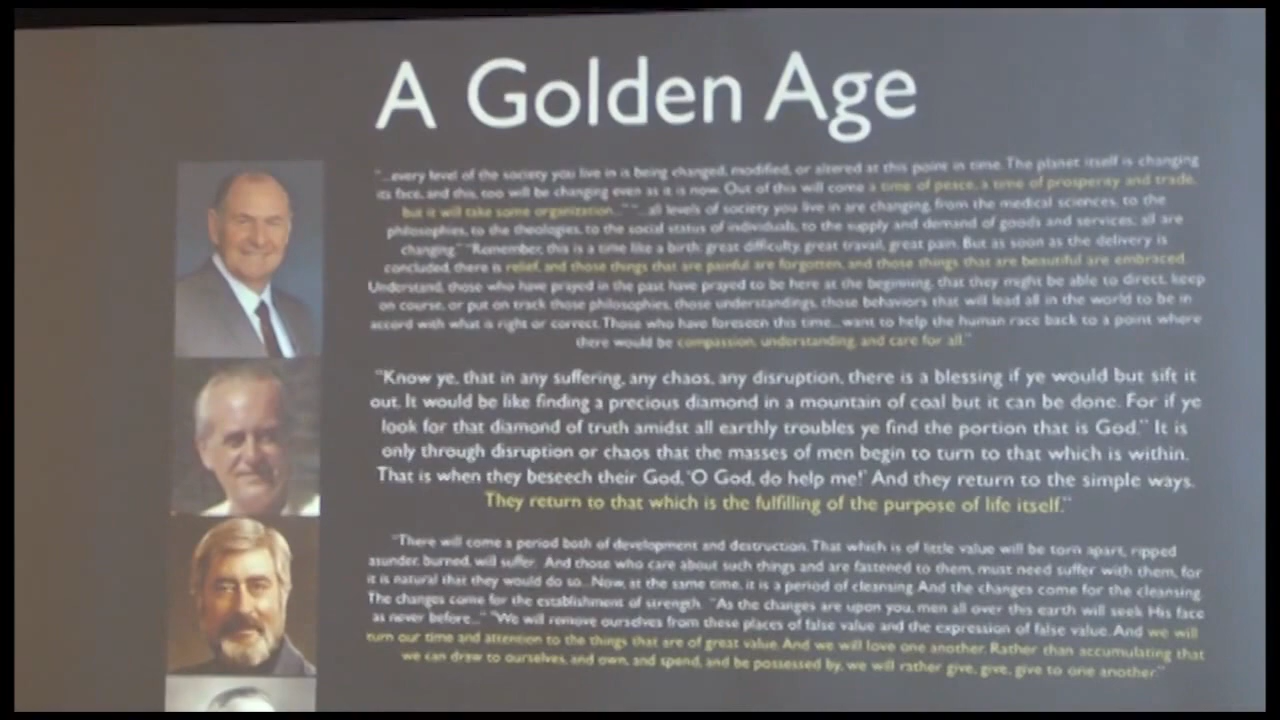 A Golden Age
"...every level of the society you live in is being changed, modified, or altered at this point in time. The planet itself is changing
its face, and this, too will be changing even as it is now. Out of this will come a time of peace, a time of prosperity and trade,
but it will take some organization..." "...all levels of society you live in are changing, from the medical sciences, to the
philosophies, to the theologies, to the social status of individuals, to the supply and demand of goods and services, all are
changing." "Remember, this is a time like a birth: great difficulty, great travail, great pain. But as soon as the delivery is
concluded, there is relief, and those things that are painful are forgotten, and those things that are beautiful are embraced.
Understand, those who have prayed in the past have prayed to be here at the beginning, that they might be able to direct, keep
on course, or put on track those philosophies, those understandings, those behaviors that will lead all in the world to be in
accord with what is right or correct. Those who have foreseen this time...want to help the human race back to a point where
there would be compassion, understanding, and care for all."
"Know ye, that in any suffering, any chaos, any disruption, there is a blessing if ye would but sift it
out. It would be like finding a precious diamond in a mountain of coal but it can be done. For if ye
look for that diamond of truth amidst all earthly troubles ye find the portion that is God." It is
only through disruption or chaos that the masses of men begin to turn to that which is within.
That is when they beseech their God, 'O God, do help me!' And they return to the simple ways.
They return to that which is the fulfilling of the purpose of life itself."
"There will come a period both of development and destruction. That which is of little value will be torn apart, ripped
asunder, burned, will suffer. And those who care about such things and are fastened to them, must need suffer with them, for
it is natural that they would do so...Now, at the same time, it is a period of cleansing. And the changes come for the cleansing.
The changes come for the establishment of strength. "As the changes are upon you, men all over this earth will seek His face
as never before..." "We will remove ourselves from these places of false value and the expression of false value. And we will
turn our time and attention to the things that are of great value. And we will love one another. Rather than accumulating that
we can draw to ourselves, and own, and spend, and be possessed by, we will rather give, give, give to one another."